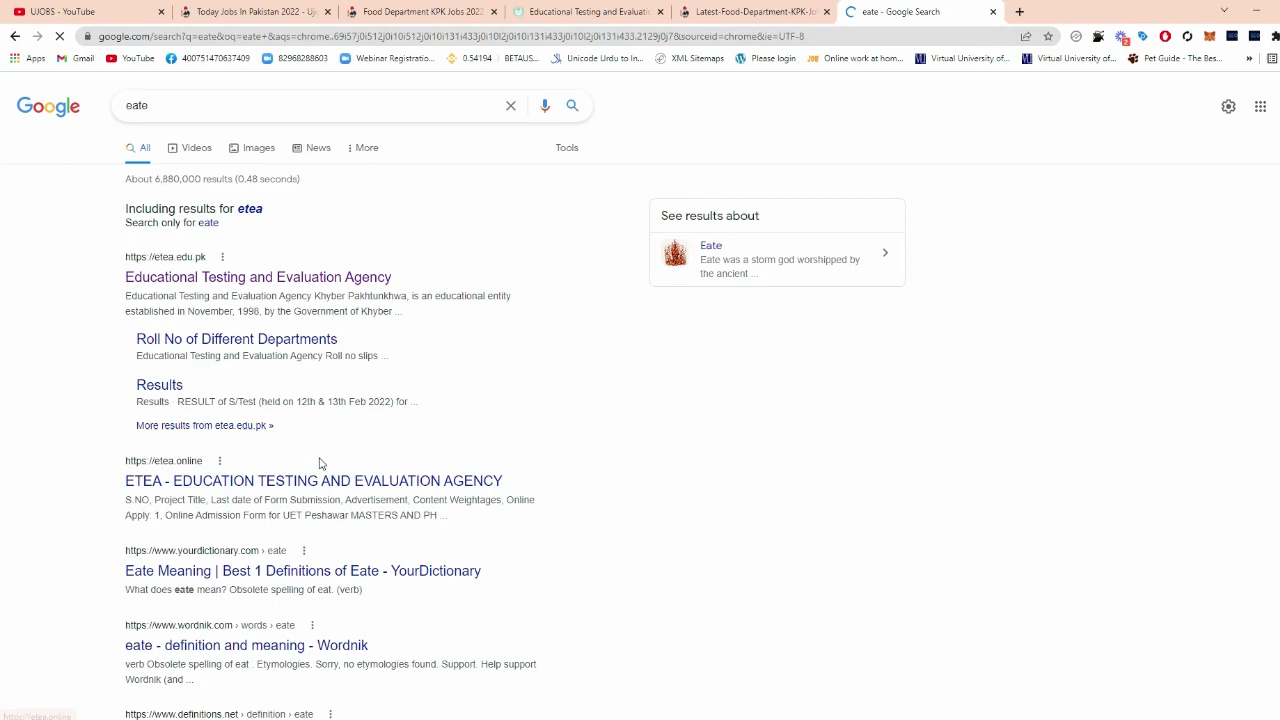 UJOBS - YouTube
Today Jobs In Pakistan 2022 - Ujo
Food Department KPK Jobs 2022
Educational Testing and Evaluatio
Latest-Food-Department-KPK-Jo
eate - Google Search
google.com/search?q=eate&oq=eate+&aqs=chrome..69i57j0i10i512j0i10i131i433j0i10l2j0i10i131i433.2129j0j7&sourceid=chrome&ie=UTF-8
Apps
Gmail
YouTube
400751470637409
82968288603
Webinar Registratio...
0.54194
BETAUS...
Unicode Urdu to In...
XML Sitemaps
Please login
Online work at hom...
Virtual University of...
Virtual University of...
Pet Guide - The Bes...
Google
eate
All
Videos
Images
News
More
Tools
About 6,880,000 results (0.48 seconds)
Including results for etea
Search only for eate
https://etea.edu.pk
Educational Testing and Evaluation Agency
Educational Testing and Evaluation Agency Khyber Pakhtunkhwa, is an educational entity
established in November, 1998, by the Government of Khyber ...
Roll No of Different Departments
Educational Testing and Evaluation Agency Roll no slips ...
Results
Results · RESULT of S/Test (held on 12th & 13th Feb 2022) for ...
More results from etea.edu.pk »
https://etea.online
ETEA - EDUCATION TESTING AND EVALUATION AGENCY
S.NO, Project Title, Last date of Form Submission, Advertisement, Content Weightages, Online
Apply. 1, Online Admission Form for UET Peshawar MASTERS AND PH ...
https://www.yourdictionary.com › eate
Eate Meaning | Best 1 Definitions of Eate - YourDictionary
What does eate mean? Obsolete spelling of eat. (verb)
https://www.wordnik.com › words › eate
eate - definition and meaning - Wordnik
verb Obsolete spelling of eat . Etymologies. Sorry, no etymologies found. Support. Help support
Wordnik (and ...
https://www.definitions.net › definition › eate
See results about
Eate
Eate was a storm god worshipped by
the ancient ...
https://etea.online